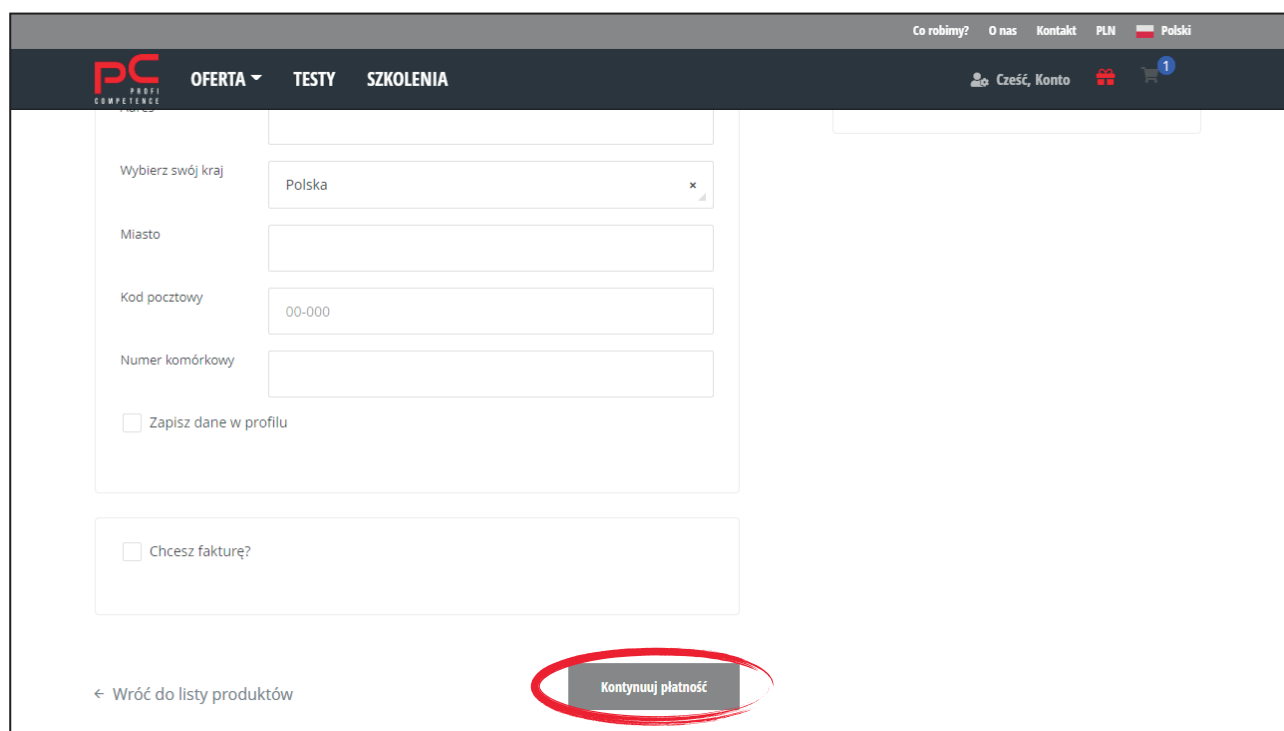 Co robimy? O nas Kontakt PLN Polski
PC PROFI COMPETENCE
OFERTA TESTY SZKOLENIA
Cześć, Konto 1
Adres
Wybierz swój kraj Polska ×
Miasto
Kod pocztowy 00-000
Numer komórkowy
Zapisz dane w profilu
Chcesz fakturę?
← Wróć do listy produktów Kontynuuj płatność